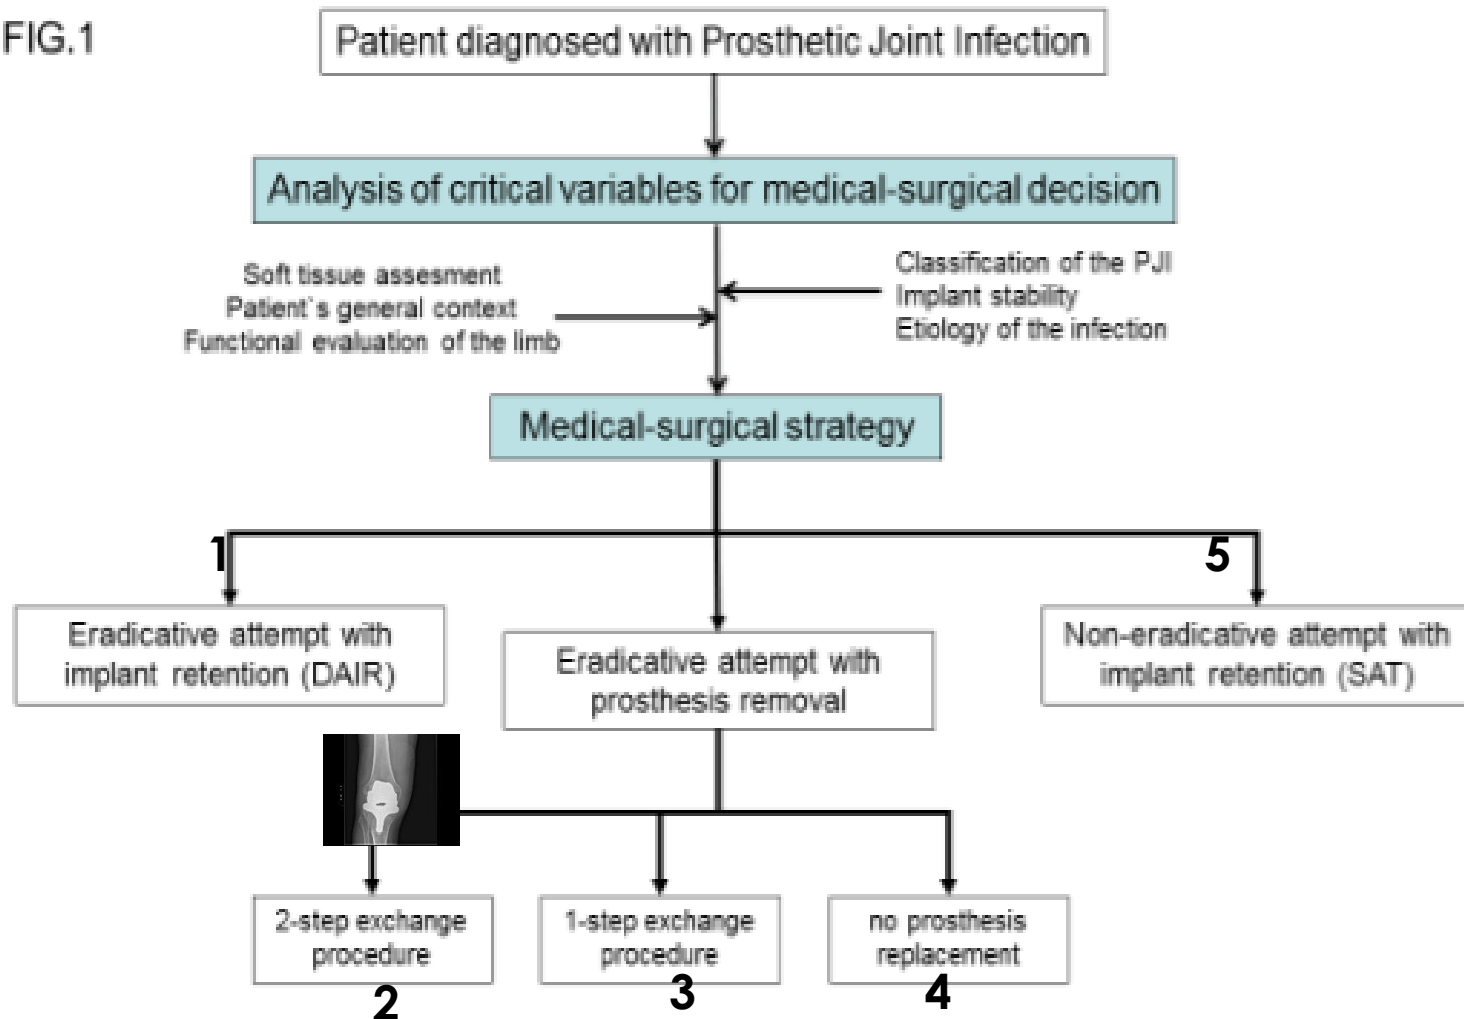 FIG.1
Patient diagnosed with Prosthetic Joint Infection
Analysis of critical variables for medical-surgical decision
Soft tissue assesment
Patient`s general context
Functional evaluation of the limb
Classification of the PJI
Implant stability
Etiology of the infection
Medical-surgical strategy
1
5
Eradicative attempt with
implant retention (DAIR)
Eradicative attempt with
prosthesis removal
Non-eradicative attempt with
implant retention (SAT)
2-step exchange
procedure
1-step exchange
procedure
no prosthesis
replacement
2
3
4